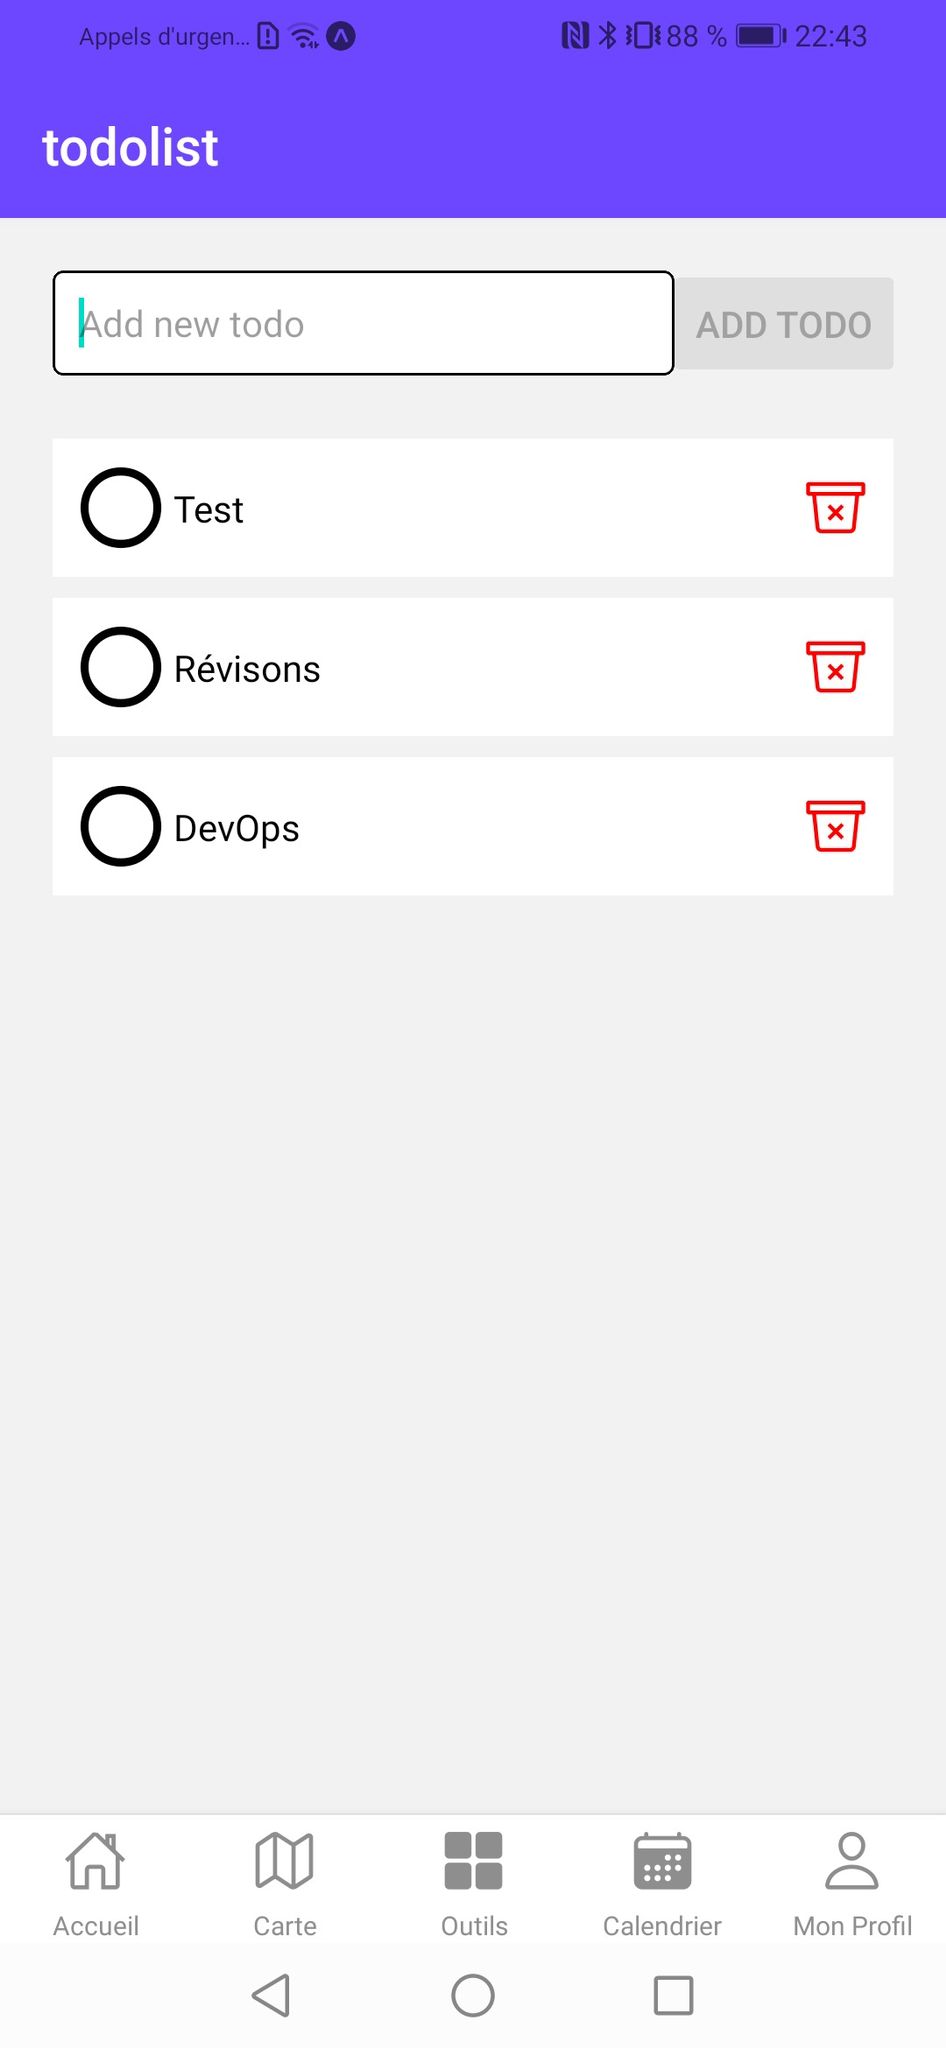 Appels d'urgen... 88 % 22:43
todolist
Add new todo ADD TODO
Test
Révisons
DevOps
Accueil Carte Outils Calendrier Mon Profil